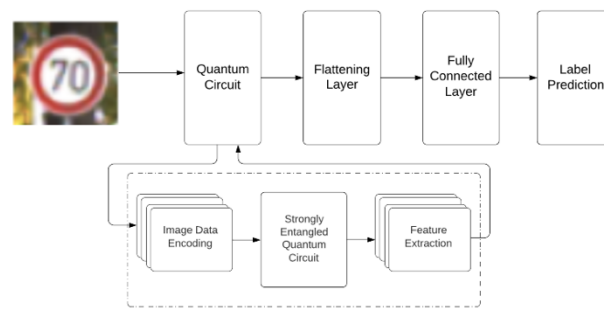 70
Quantum
Circuit
Flattening
Layer
Fully
Connected
Layer
Label
Prediction
Image Data
Encoding
Strongly
Entangled
Quantum
Circuit
Feature
Extraction